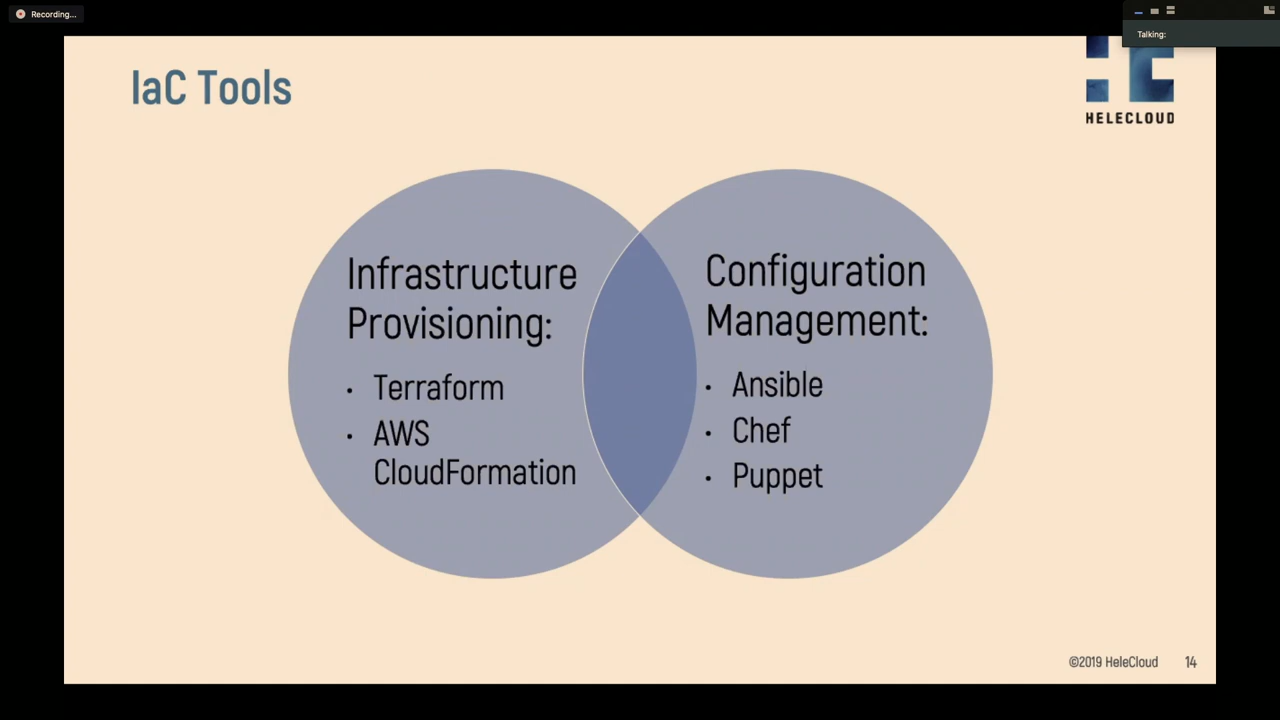 Recording...
Talking:
IaC Tools
HELECLOUD
Infrastructure
Provisioning:
• Terraform
• AWS
CloudFormation
Configuration
Management:
• Ansible
• Chef
• Puppet
©2019 HeleCloud 14